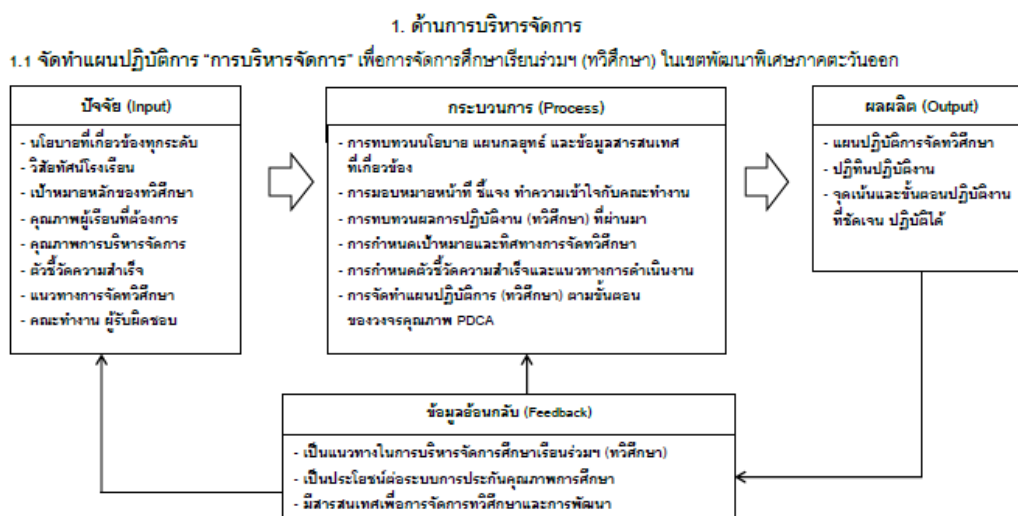 1. ด้านการบริหารจัดการ
1.1 จัดทำแผนปฏิบัติการ "การบริหารจัดการ" เพื่อการจัดการศึกษาเรียนร่วมฯ (ทวิศึกษา) ในเขตพัฒนาพิเศษภาคตะวันออก
ปัจจัย (Input)
- นโยบายที่เกี่ยวข้องทุกระดับ
- วิสัยทัศน์โรงเรียน
- เป้าหมายหลักของทวิศึกษา
- คุณภาพผู้เรียนที่ต้องการ
- คุณภาพการบริหารจัดการ
- ตัวชี้วัดความสำเร็จ
- แนวทางการจัดทวิศึกษา
- คณะทำงาน ผู้รับผิดชอบ
กระบวนการ (Process)
- การทบทวนนโยบาย แผนกลยุทธ์ และข้อมูลสารสนเทศ
ที่เกี่ยวข้อง
- การมอบหมายหน้าที่ ชี้แจง ทำความเข้าใจกับคณะทำงาน
- การทบทวนผลการปฏิบัติงาน (ทวิศึกษา) ที่ผ่านมา
- การกำหนดเป้าหมายและทิศทางการจัดทวิศึกษา
- การกำหนดตัวชี้วัดความสำเร็จและแนวทางการดำเนินงาน
- การจัดทำแผนปฏิบัติการ (ทวิศึกษา) ตามขั้นตอน
ของวงจรคุณภาพ PDCA
ผลผลิต (Output)
- แผนปฏิบัติการจัดทวิศึกษา
- ปฏิทินปฏิบัติงาน
- จุดเน้นและขั้นตอนปฏิบัติงาน
ที่ชัดเจน ปฏิบัติได้
ข้อมูลย้อนกลับ (Feedback)
- เป็นแนวทางในการบริหารจัดการศึกษาเรียนร่วมฯ (ทวิศึกษา)
- เป็นประโยชน์ต่อระบบการประกันคุณภาพการศึกษา
- มีสารสนเทศเพื่อการจัดการทวิศึกษาและการพัฒนา